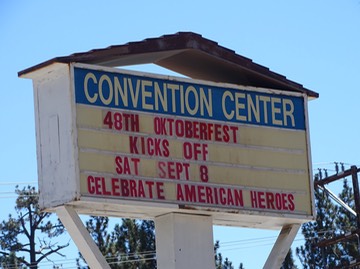 CONVENTION CENTER
48TH OKTOBERFEST
KICKS OFF
SAT SEPT 8
CELEBRATE AMERICAN HEROES